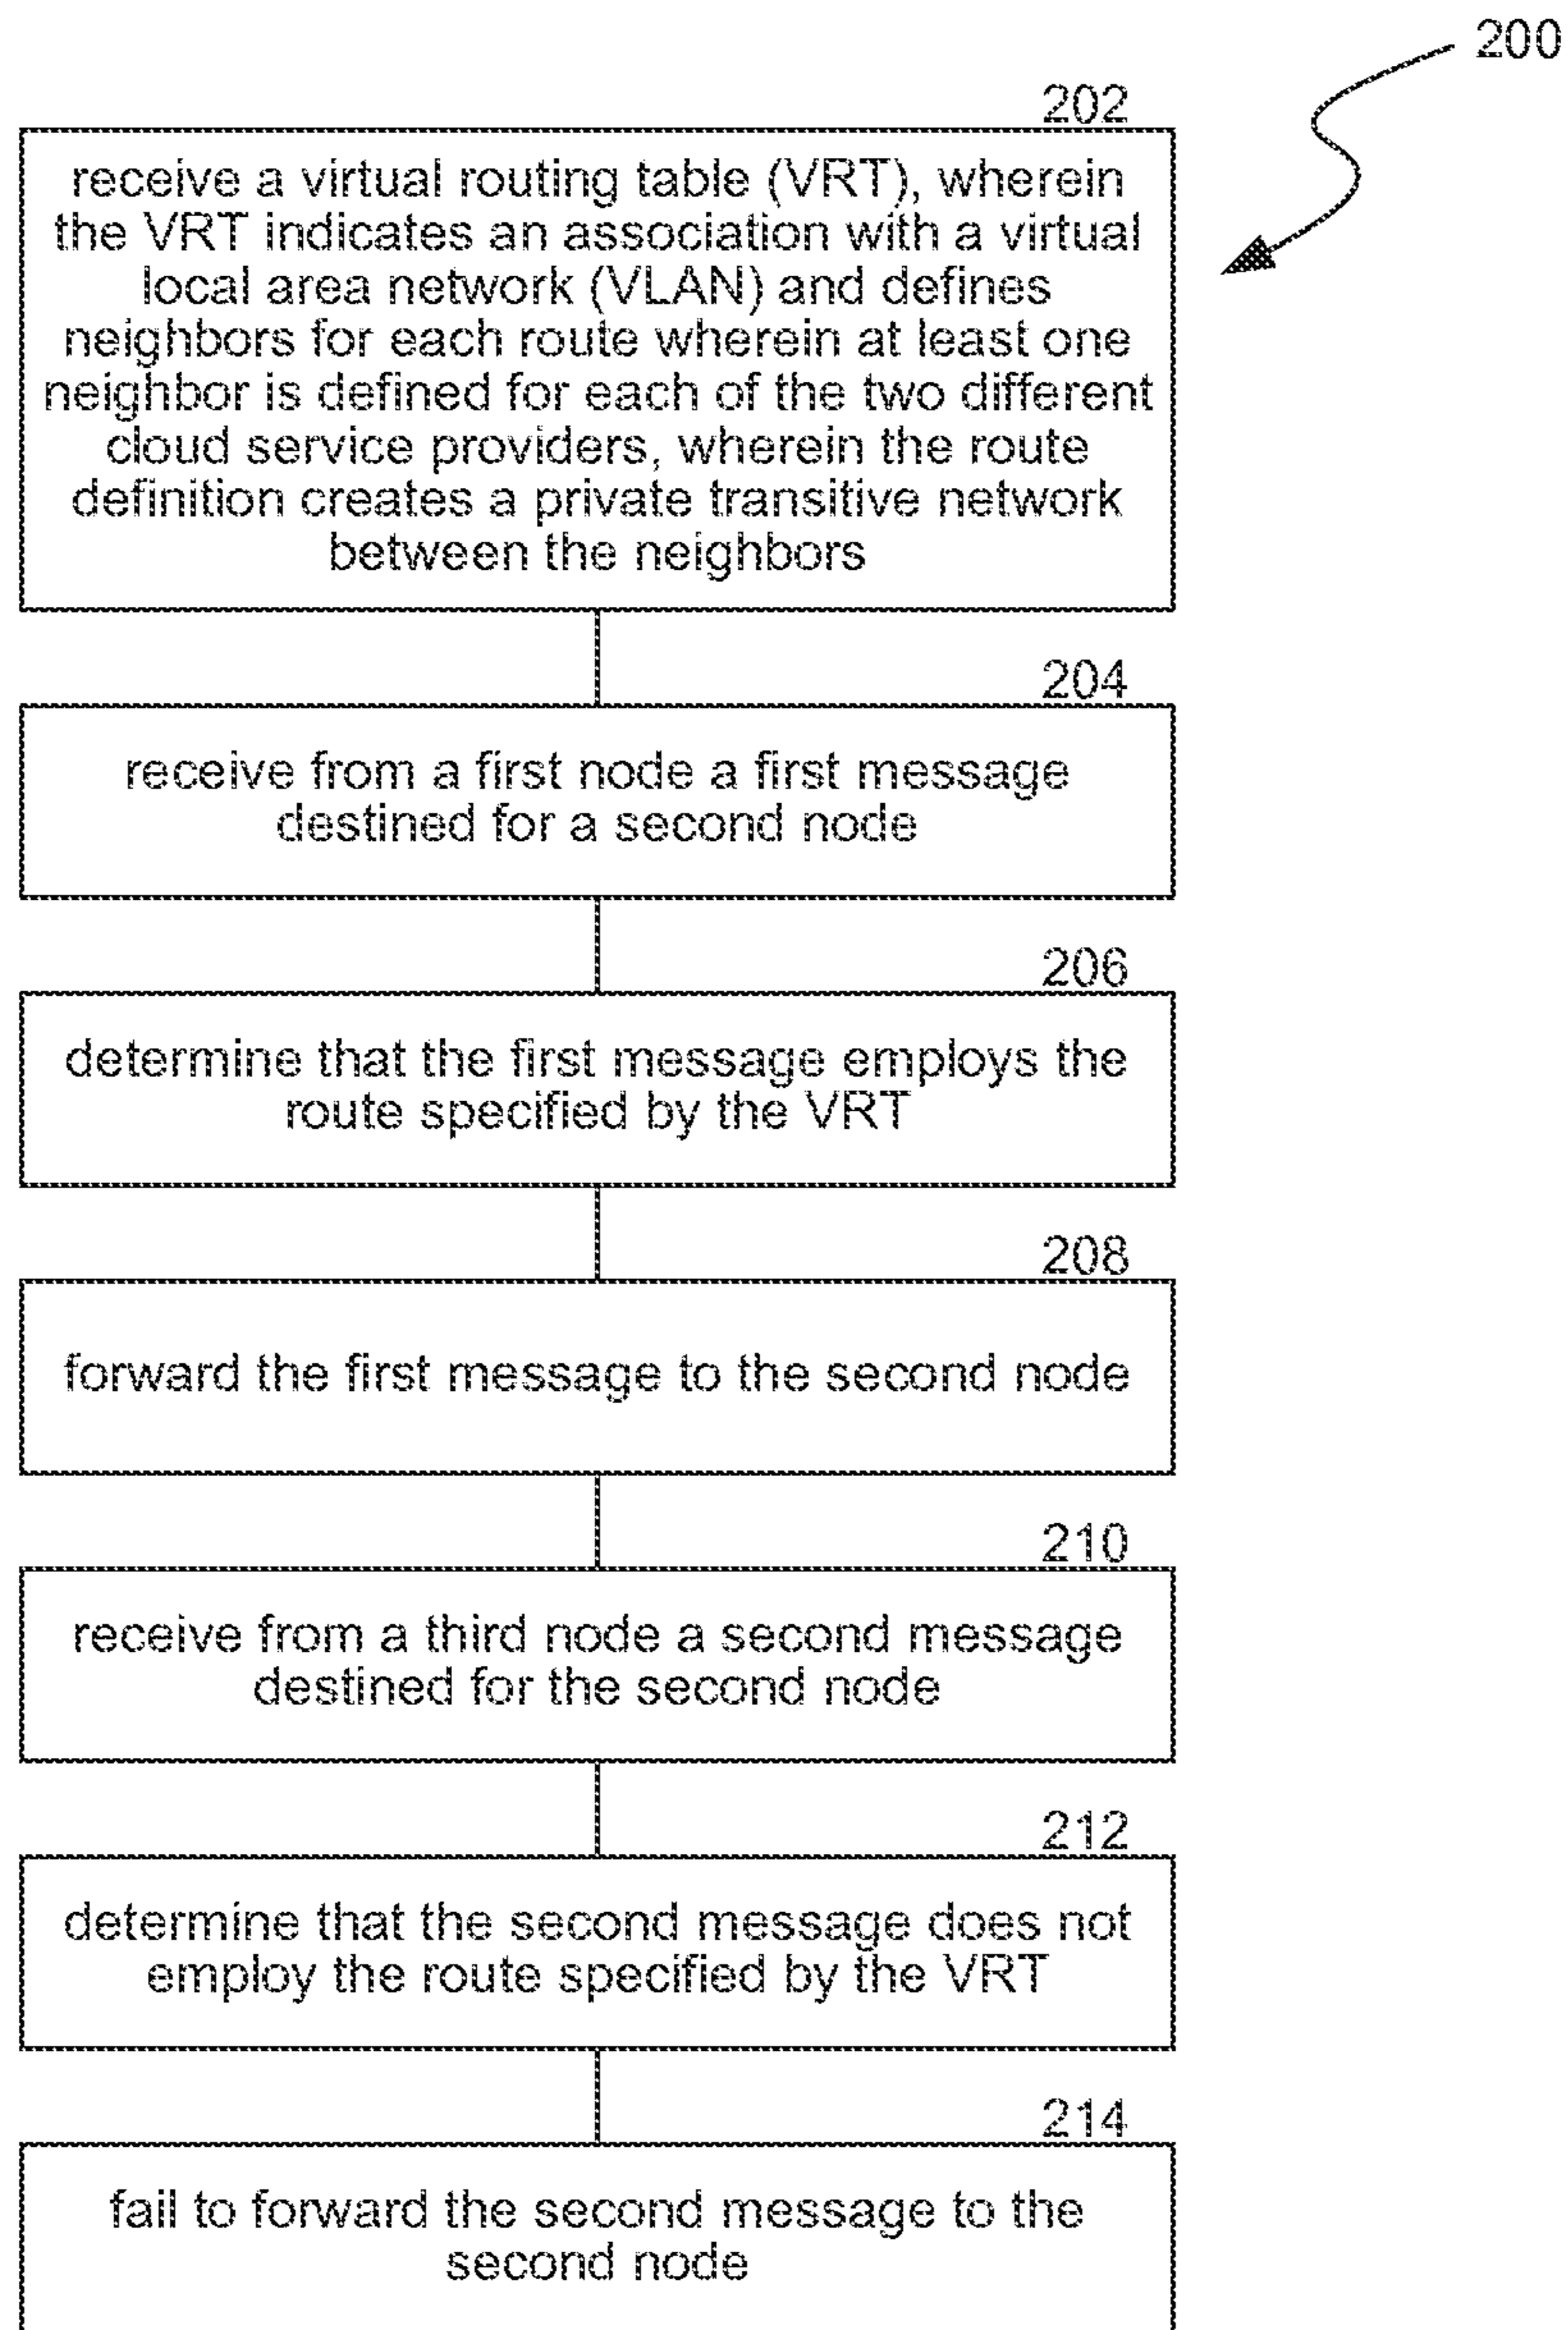 200
202
receive a virtual routing table (VRT), wherein
the VRT indicates an association with a virtual
local area network (VLAN) and defines
neighbors for each route wherein at least one
neighbor is defined for each of the two different
cloud service providers, wherein the route
definition creates a private transitive network
between the neighbors
204
receive from a first node a first message
destined for a second node
206
determine that the first message employs the
route specified by the VRT
208
forward the first message to the second node
210
receive from a third node a second message
destined for the second node
212
determine that the second message does not
employ the route specified by the VRT
214
fail to forward the second message to the
second node